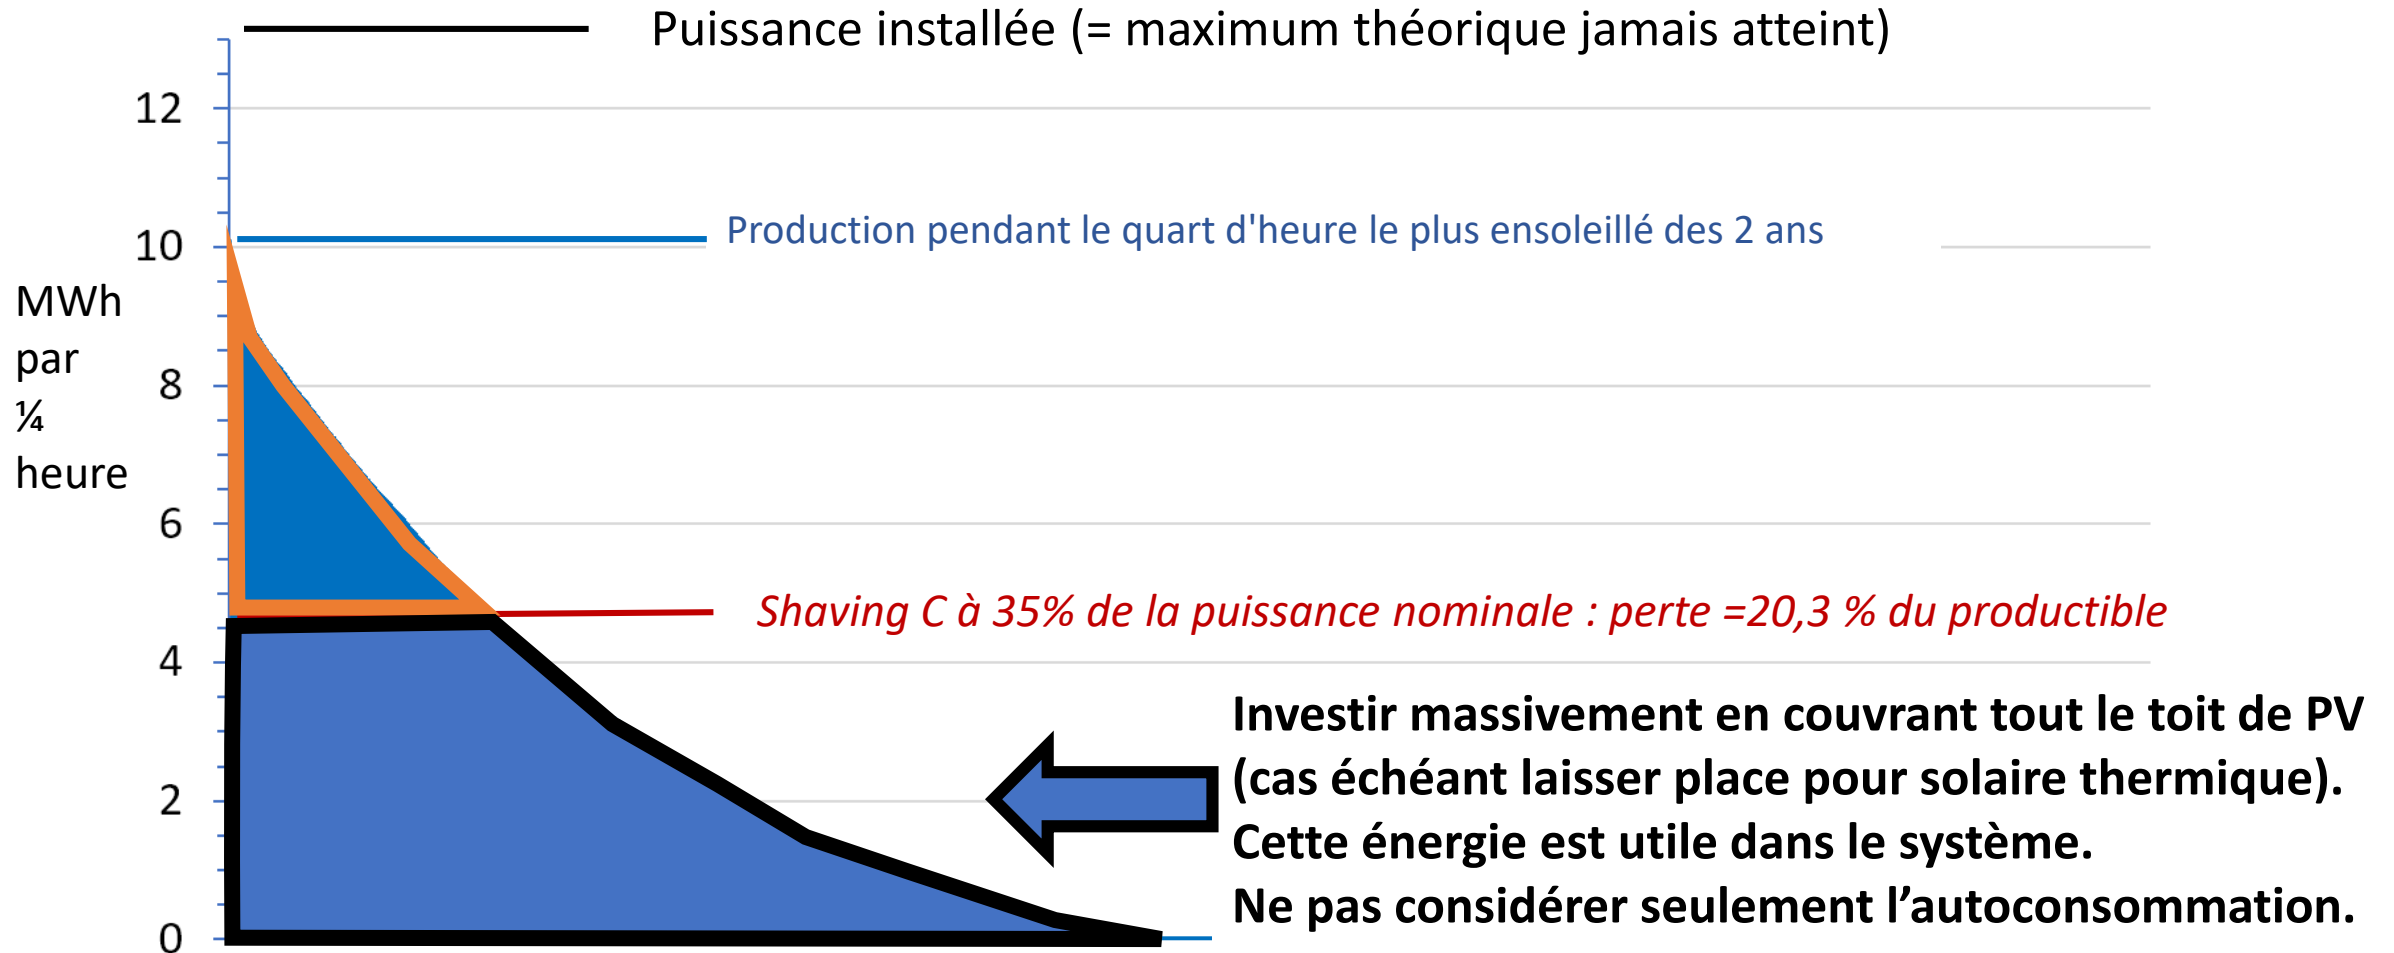 Puissance installée (= maximum théorique jamais atteint)
12
Production pendant le quart d'heure le plus ensoleillé des 2 ans
10
MWh
par
¼
heure
8
6
Shaving C à 35% de la puissance nominale : perte =20,3 % du productible
4
Investir massivement en couvrant tout le toit de PV
(cas échéant laisser place pour solaire thermique).
Cette énergie est utile dans le système.
Ne pas considérer seulement l’autoconsommation.
2
0